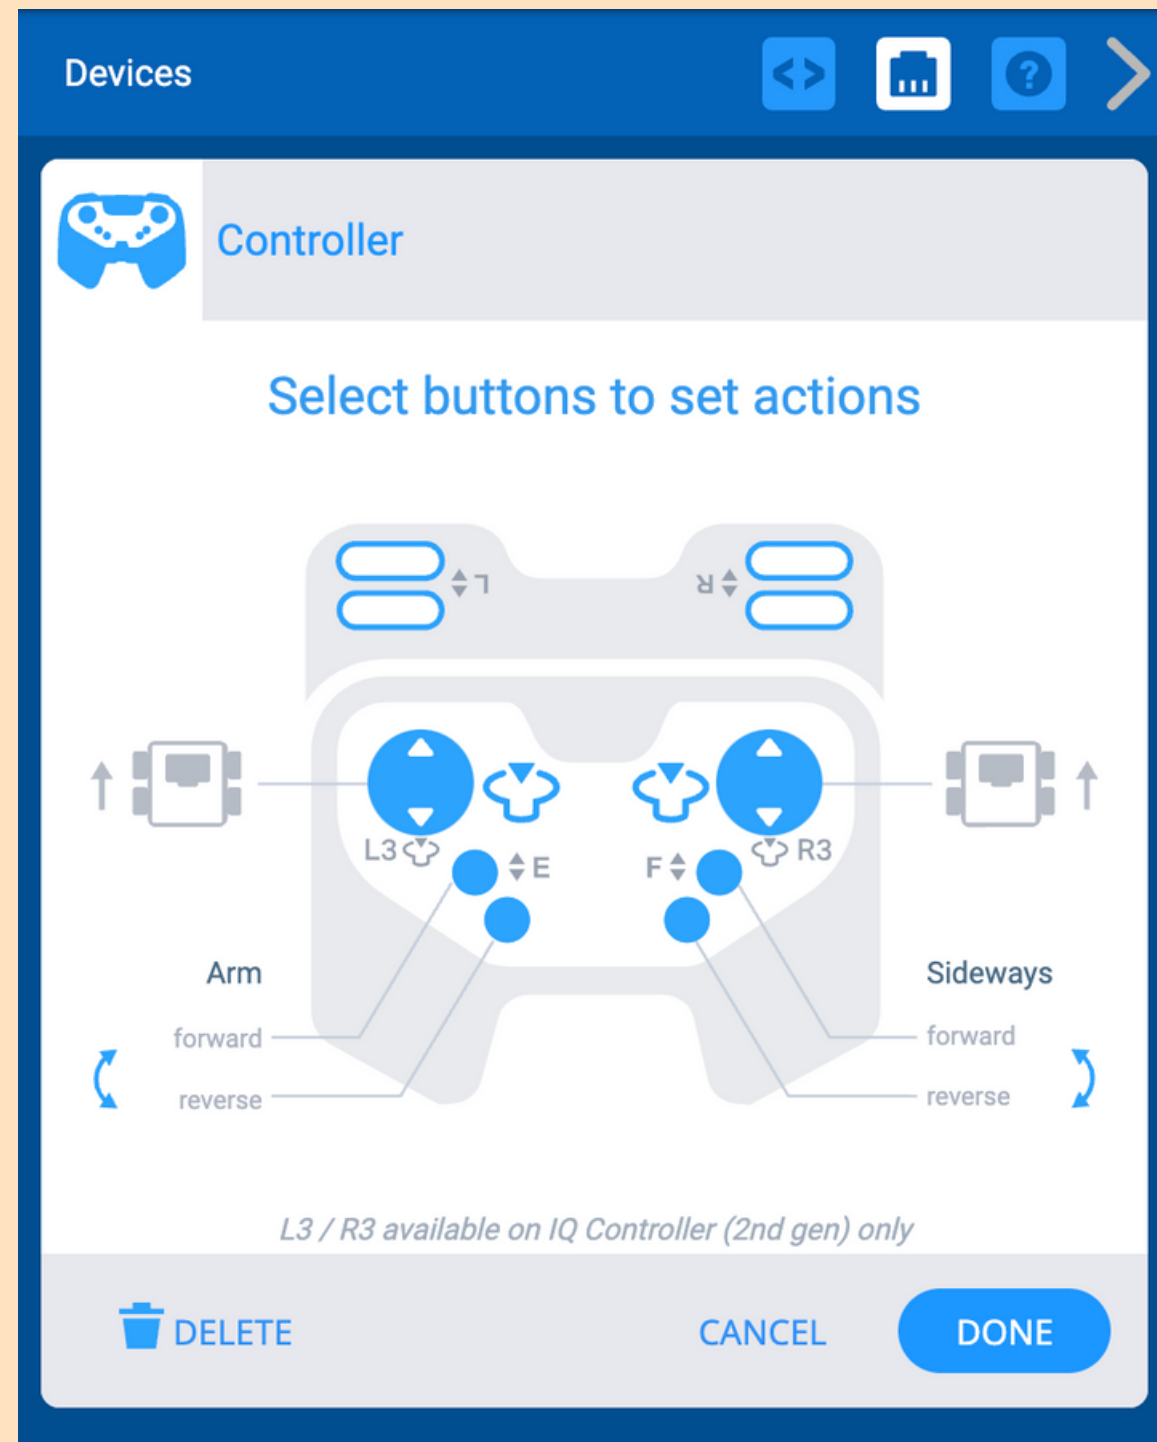 Devices
Controller
Select buttons to set actions
L
R
L3
R3
E
F
Arm
Sideways
forward
forward
reverse
reverse
L3 / R3 available on IQ Controller (2nd gen) only
DELETE
CANCEL
DONE